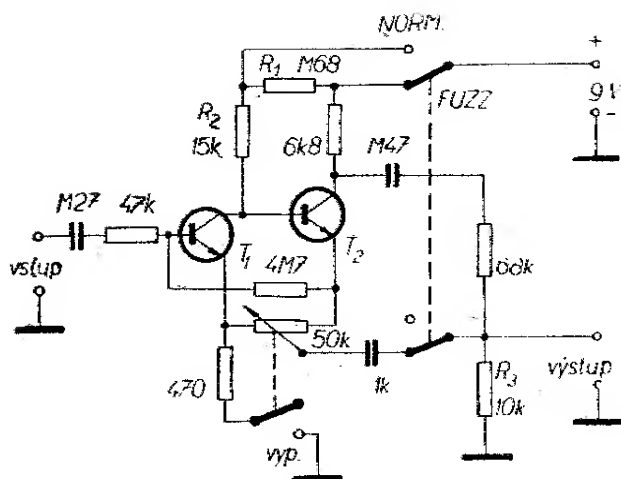 NORM.
R1 M68
+
R2
15k
6k8
FUZZ
9V
-
M47
M27
47k
T1
T2
vstup
4M7
68k
50k
470
1k
R3
10k
výstup
vyp.